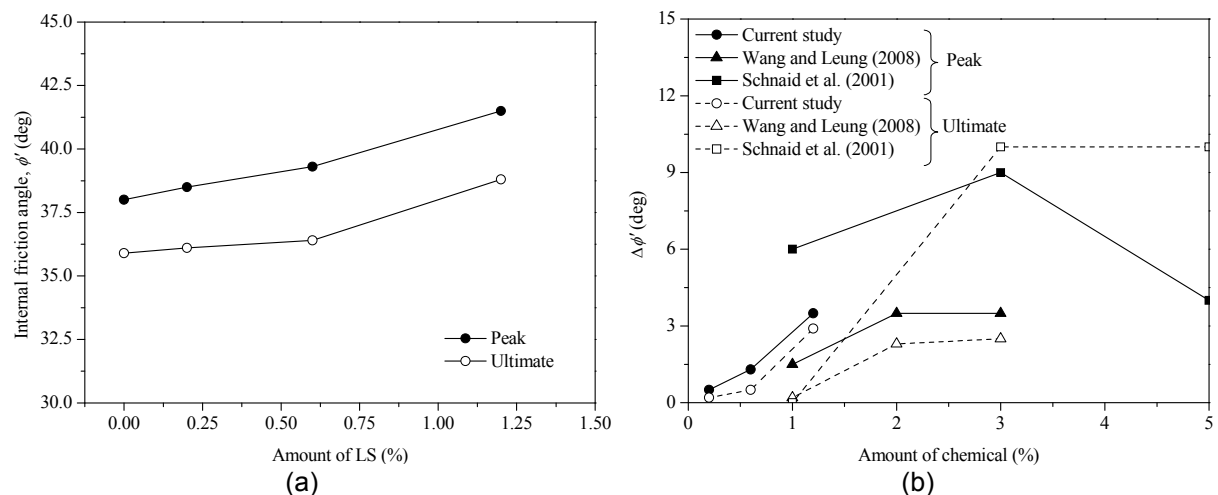 45.0
42.5
40.0
37.5
35.0
32.5
30.0
Internal friction angle, ϕ′ (deg)
Peak
Ultimate
0.00 0.25 0.50 0.75 1.00 1.25 1.50
Amount of LS (%)
(a)
15
12
9
6
3
0
Δϕ′ (deg)
Current study
Wang and Leung (2008)
Schnaid et al. (2001)
Peak
Current study
Wang and Leung (2008)
Schnaid et al. (2001)
Ultimate
0 1 2 3 4 5
Amount of chemical (%)
(b)